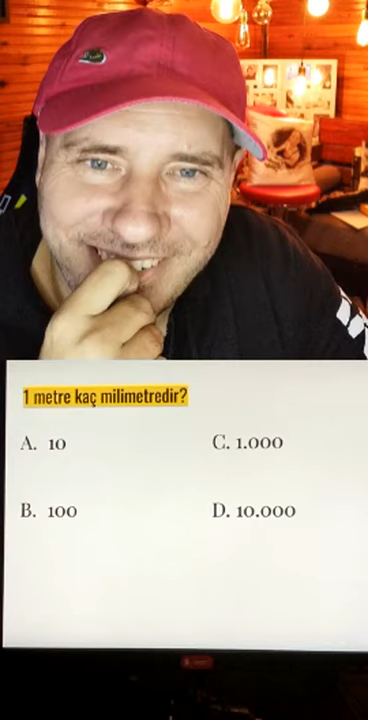 1 metre kaç milimetredir?
A. 10
C. 1.000
B. 100
D. 10.000